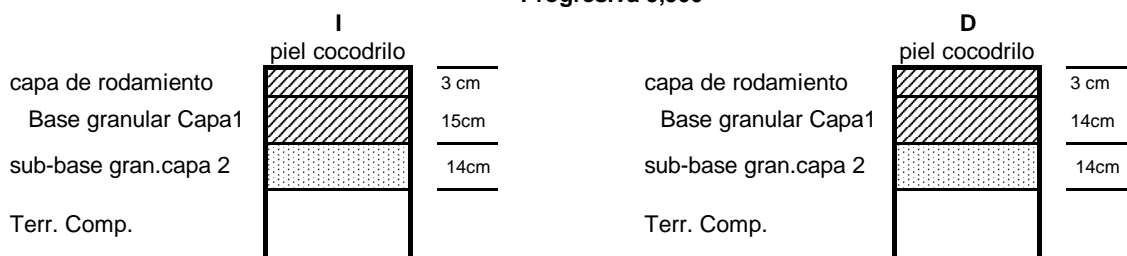 I D
piel cocodrilo piel cocodrilo
capa de rodamiento 3 cm capa de rodamiento 3 cm
Base granular Capa1 15cm Base granular Capa1 14cm
sub-base gran.capa 2 14cm sub-base gran.capa 2 14cm
Terr. Comp. Terr. Comp.